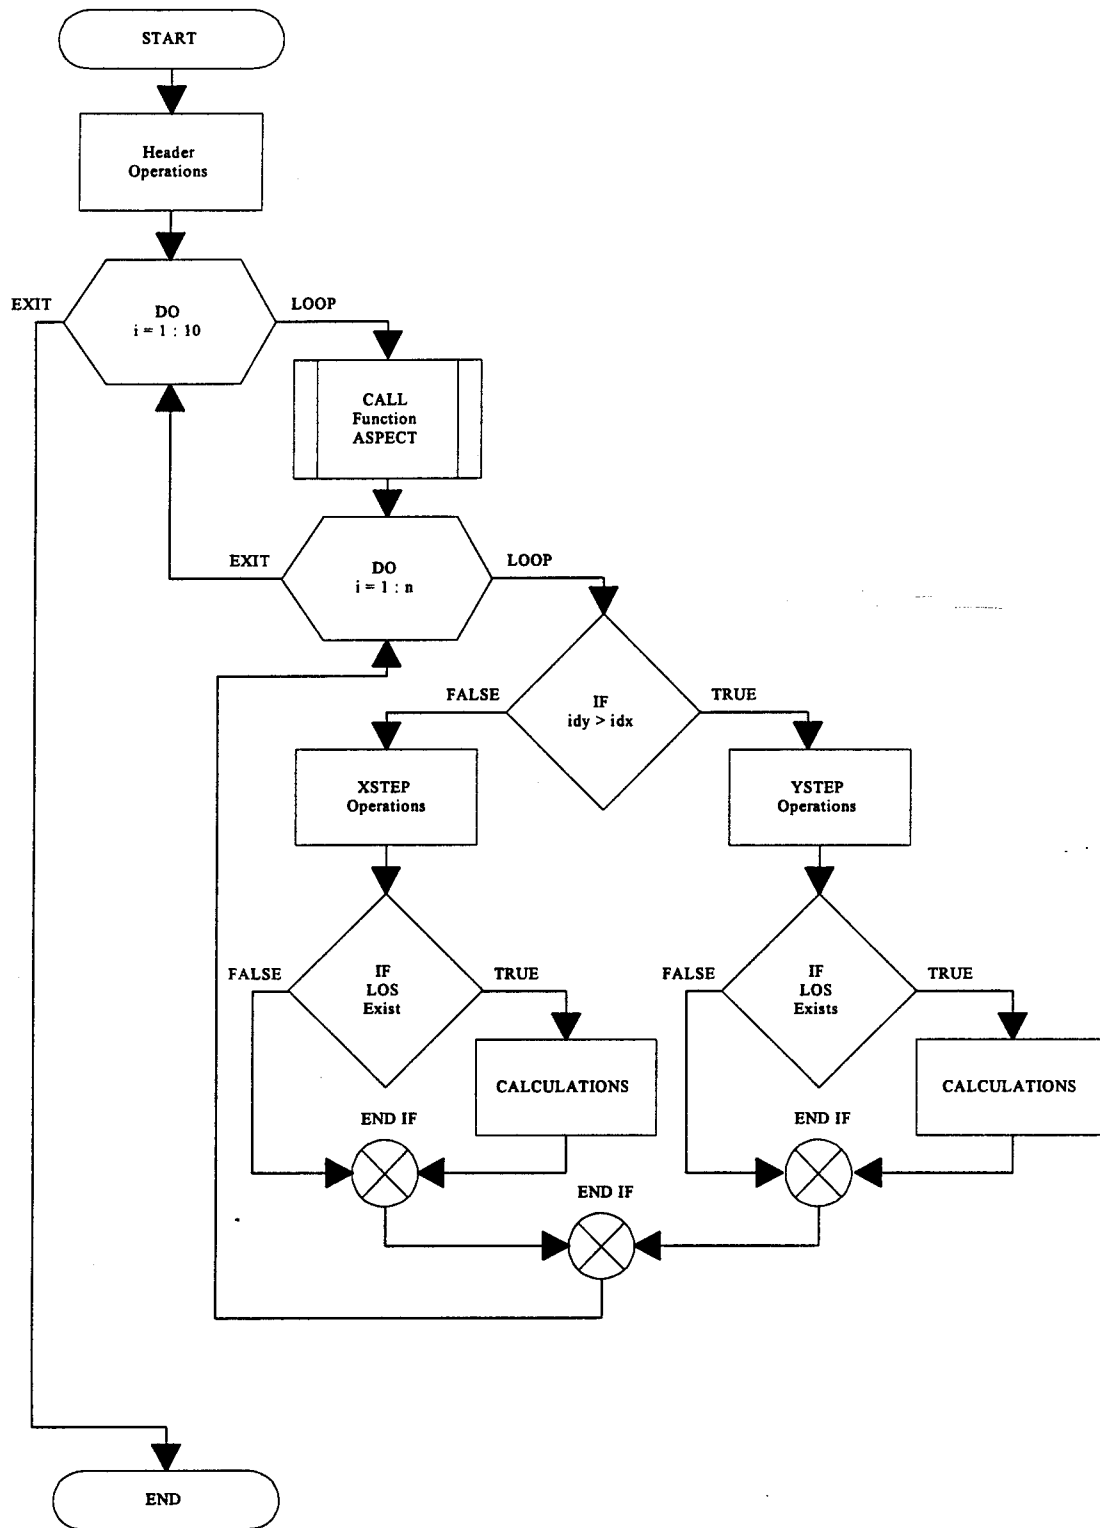 START
Header
Operations
EXIT
DO
i = 1 : 10
LOOP
CALL
Function
ASPECT
EXIT
DO
i = 1 : n
LOOP
FALSE
IF
idy > idx
TRUE
XSTEP
Operations
YSTEP
Operations
FALSE
IF
LOS
Exist
TRUE
FALSE
IF
LOS
Exists
TRUE
CALCULATIONS
CALCULATIONS
END IF
END IF
END IF
END